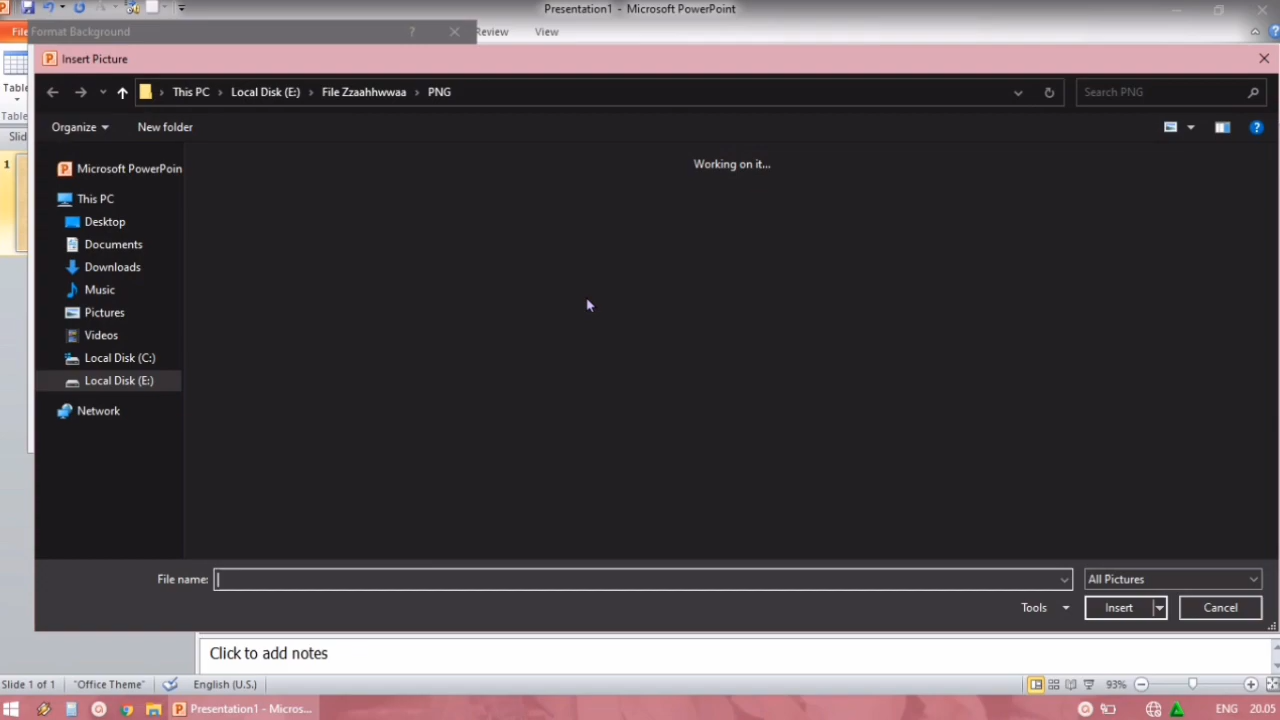 Presentation1 - Microsoft PowerPoint
File
Format Background
?
Review
View
Insert Picture
This PC
Local Disk (E:)
File Zzaahhwwaa
PNG
Search PNG
Organize
New folder
Microsoft PowerPoin
Working on it...
This PC
Desktop
Documents
Downloads
Music
Pictures
Videos
Local Disk (C:)
Local Disk (E:)
Network
Table
Table
Slid
1
File name:
All Pictures
Tools
Insert
Cancel
Click to add notes
Slide 1 of 1
"Office Theme"
English (U.S.)
93%
Presentation1 - Micros...
ENG
20.05